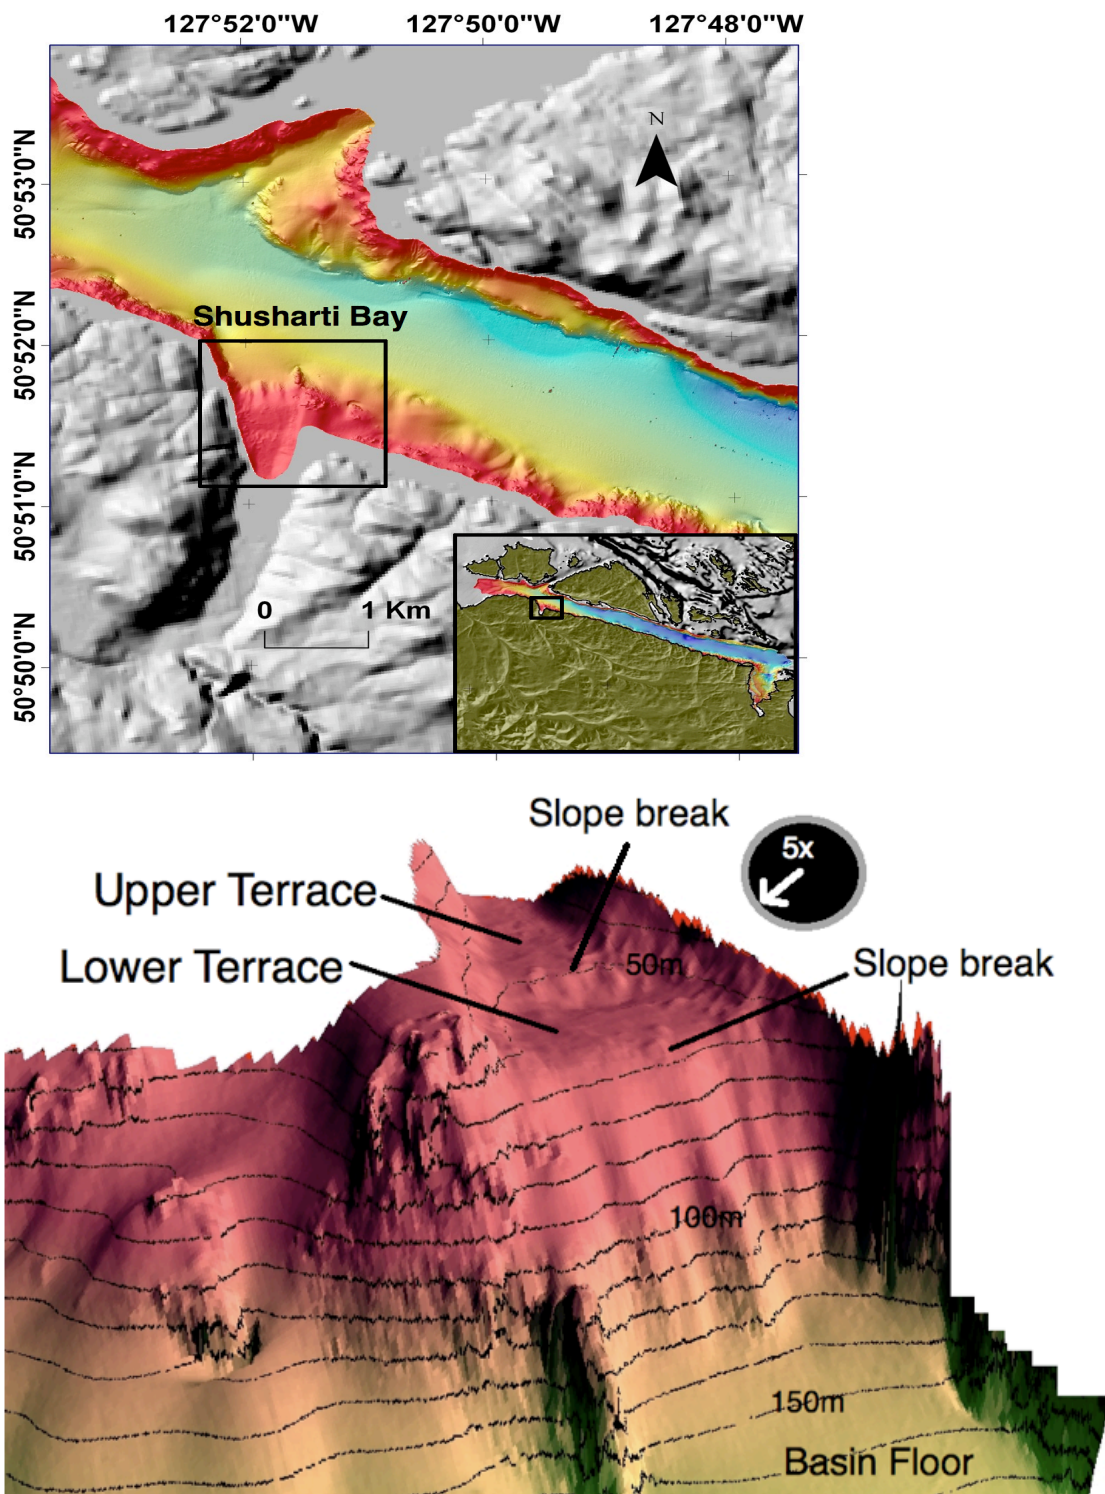 127°52'0"W 127°50'0"W 127°48'0"W
50°53'0"N
50°52'0"N
50°51'0"N
50°50'0"N
N
Shusharti Bay
0 1 Km
Slope break
5x
Upper Terrace
Lower Terrace
50m
Slope break
100m
150m
Basin Floor